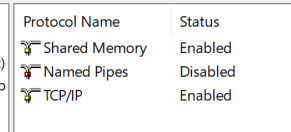 Protocol Name Status
Shared Memory Enabled
Named Pipes Disabled
TCP/IP Enabled